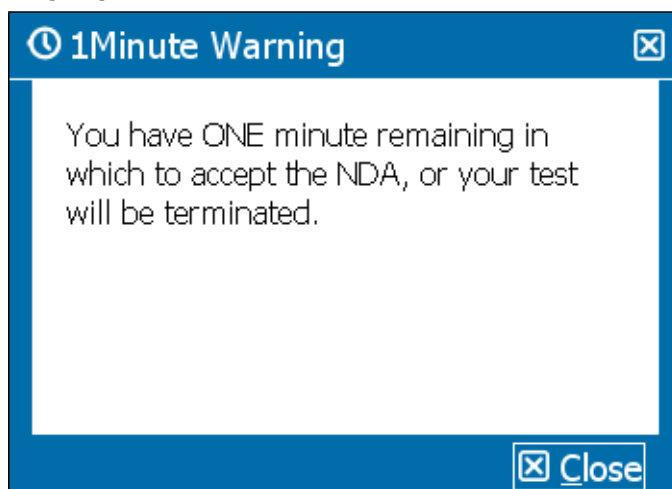 1Minute Warning
You have ONE minute remaining in
which to accept the NDA, or your test
will be terminated.
Close